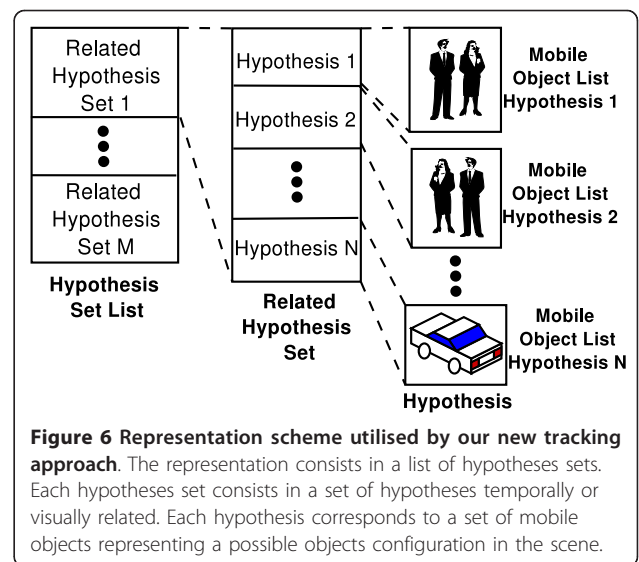 Related
Hypothesis
Set 1
Related
Hypothesis
Set M
Hypothesis
Set List
Hypothesis 1
Hypothesis 2
Hypothesis N
Related
Hypothesis
Set
Mobile
Object List
Hypothesis 1
Mobile
Object List
Hypothesis 2
Mobile
Object List
Hypothesis N
Hypothesis
Figure 6 Representation scheme utilised by our new tracking
approach. The representation consists in a list of hypotheses sets.
Each hypotheses set consists in a set of hypotheses temporally or
visually related. Each hypothesis corresponds to a set of mobile
objects representing a possible objects configuration in the scene.